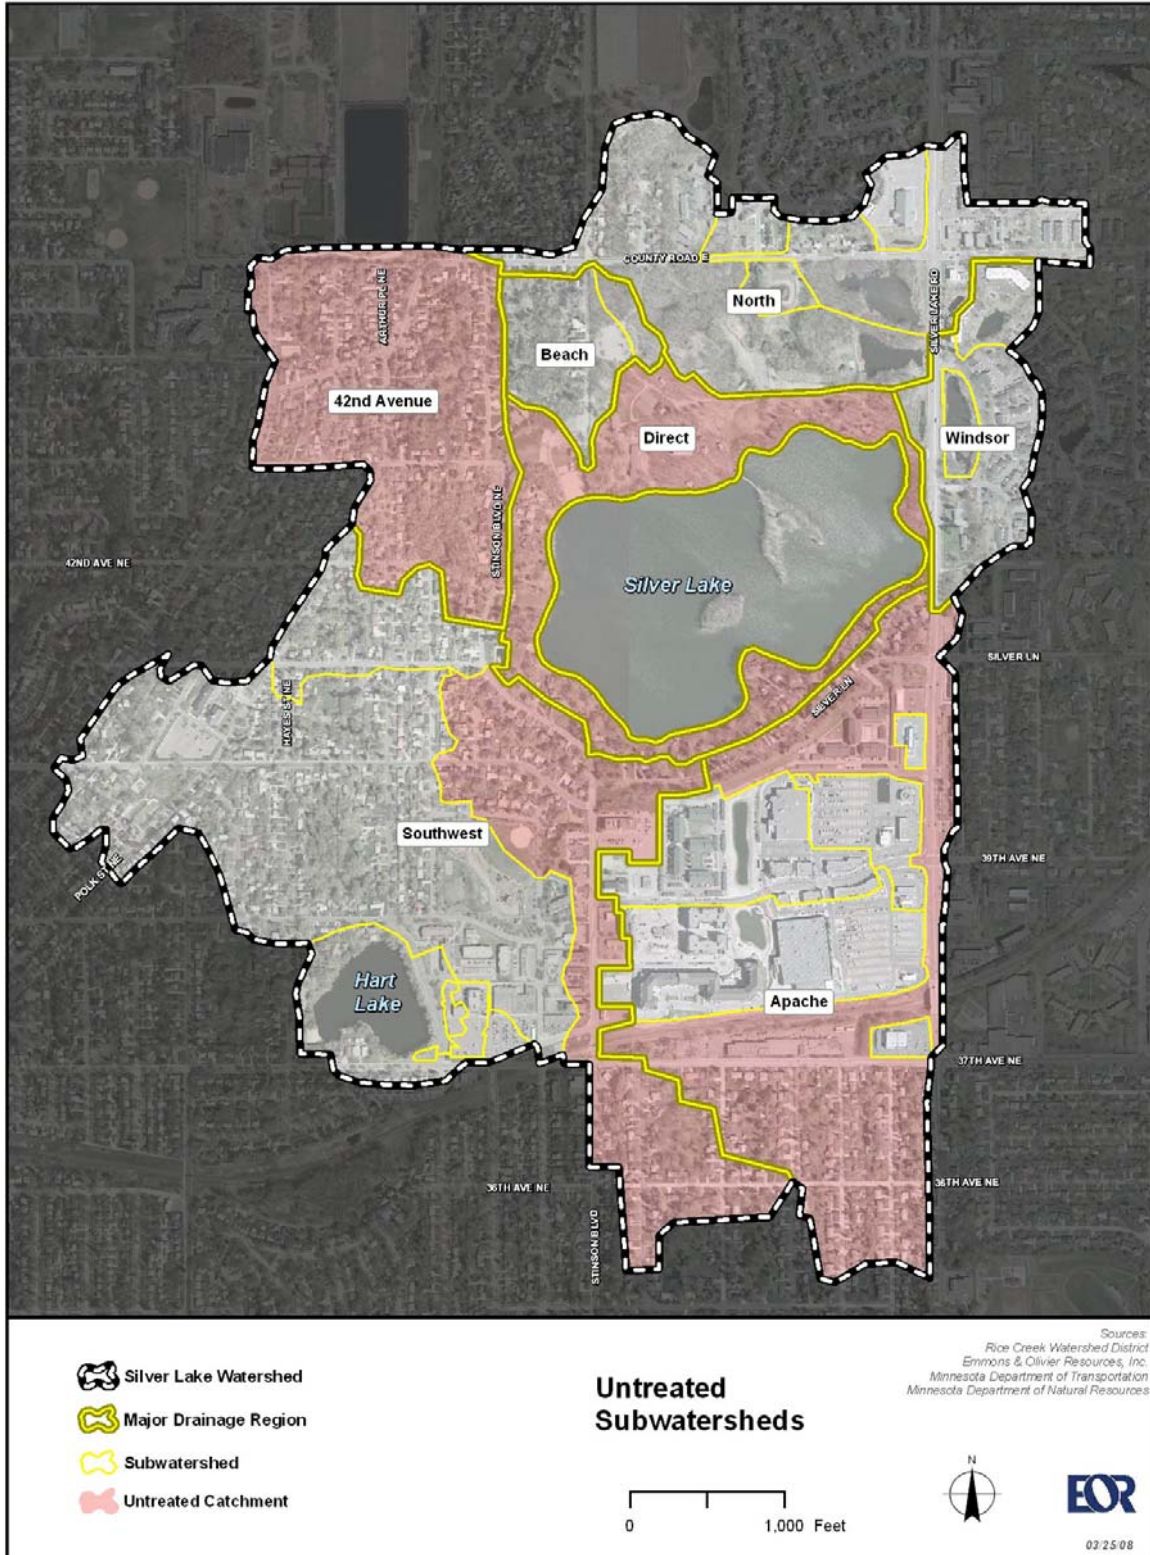 COUNTY ROAD E
ARTHUR PL NE
North
SILVER LAKE RD
Beach
42nd Avenue
Direct
Windsor
STINSON BLVD NE
42ND AVE NE
Silver Lake
SILVER LN
HAYES ST NE
SILVER LN
Southwest
39TH AVE NE
POLK ST NE
Hart
Lake
Apache
37TH AVE NE
36TH AVE NE
36TH AVE NE
STINSON BLVD
Silver Lake Watershed
Major Drainage Region
Subwatershed
Untreated Catchment
Untreated
Subwatersheds
0 1,000 Feet
Sources:
Rice Creek Watershed District
Emmons & Olivier Resources, Inc.
Minnesota Department of Transportation
Minnesota Department of Natural Resources
N
EOR
03/25/08